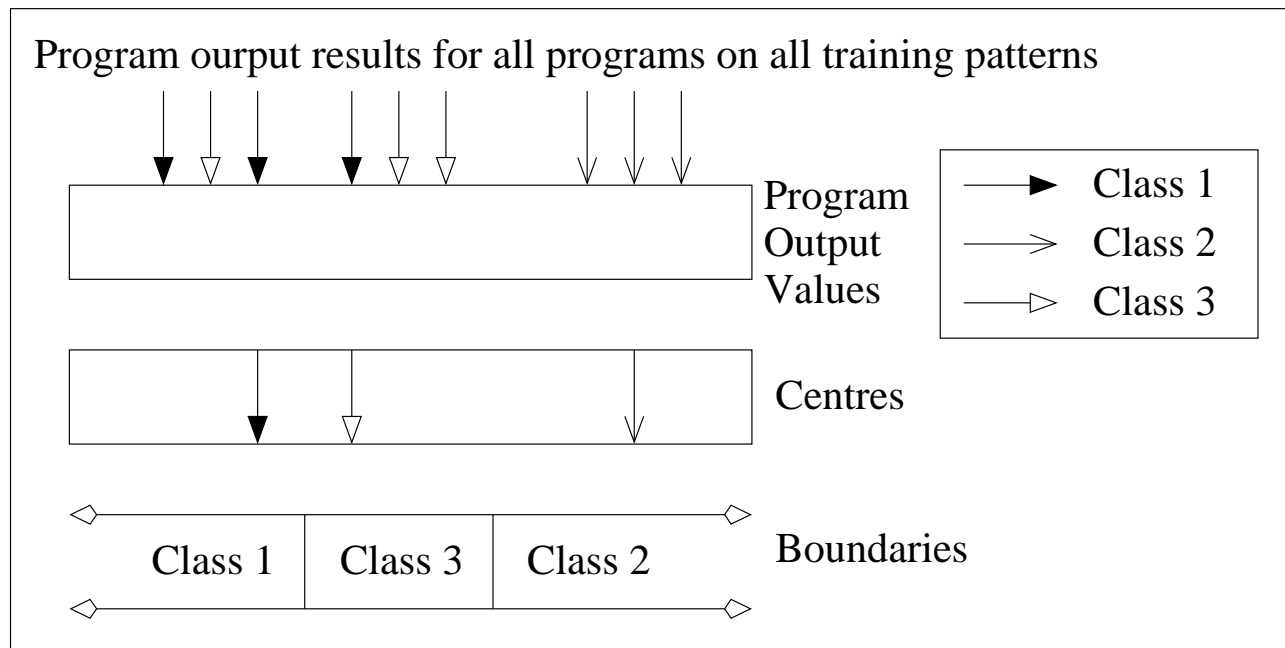 Program ourput results for all programs on all training patterns
Program
Output
Values
Class 1
Class 2
Class 3
Centres
Class 1
Class 3
Class 2
Boundaries